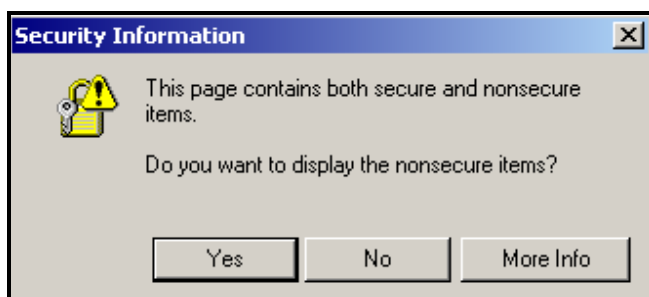 Security Information
This page contains both secure and nonsecure
items.
Do you want to display the nonsecure items?
Yes
No
More Info